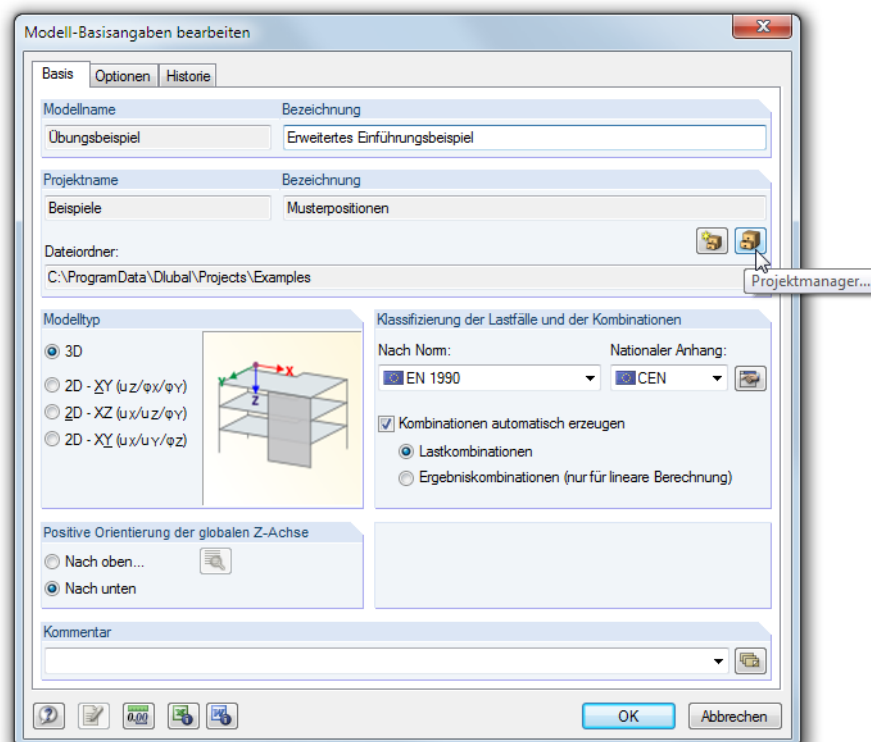 Modell-Basisangaben bearbeiten
Basis Optionen Historie
Modellname Bezeichnung
Übungsbeispiel Erweitertes Einführungsbeispiel
Projektname Bezeichnung
Beispiele Musterpositionen
Dateiordner:
C:\ProgramData\Dlubal\Projects\Examples
Projektmanager...
Modelltyp
3D
2D - XY (uZ/φX/φY)
2D - XZ (uX/uZ/φY)
2D - XY (uX/uY/φZ)
Y X
Z
Klassifizierung der Lastfälle und der Kombinationen
Nach Norm: Nationaler Anhang:
EN 1990 CEN
Kombinationen automatisch erzeugen
Lastkombinationen
Ergebniskombinationen (nur für lineare Berechnung)
Positive Orientierung der globalen Z-Achse
Nach oben...
Nach unten
Kommentar
0.00
OK Abbrechen